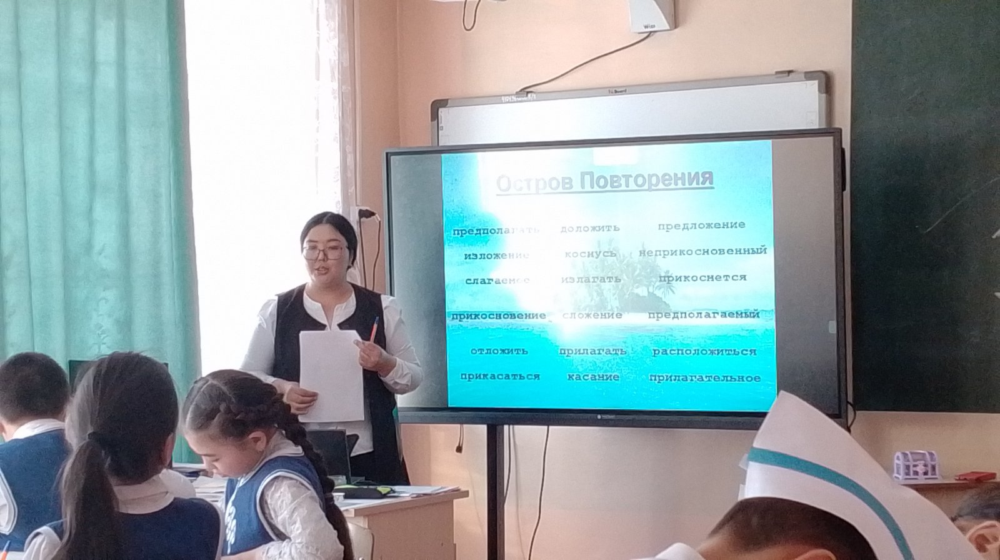 Остров Повторения
предполагать доложить предложение
изложение коснусь неприкосновенный
слагаемое излагать прикоснется
прикосновение сложение предполагаемый
отложить прилагать расположиться
прикасаться касание прилагательное